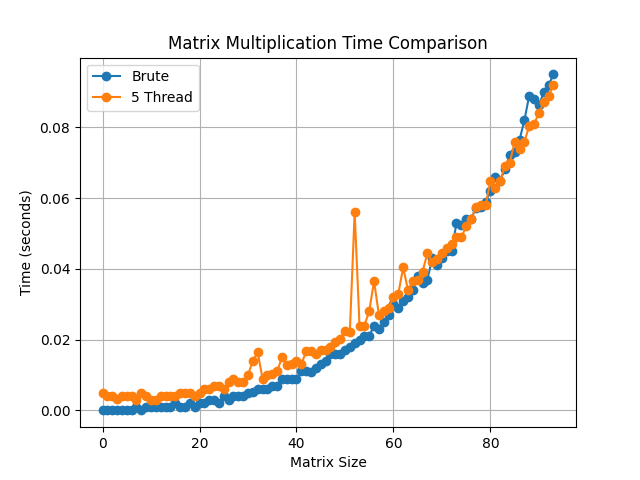 Matrix Multiplication Time Comparison
Brute
5 Thread
Time (seconds)
0.08
0.06
0.04
0.02
0.00
0 20 40 60 80
Matrix Size